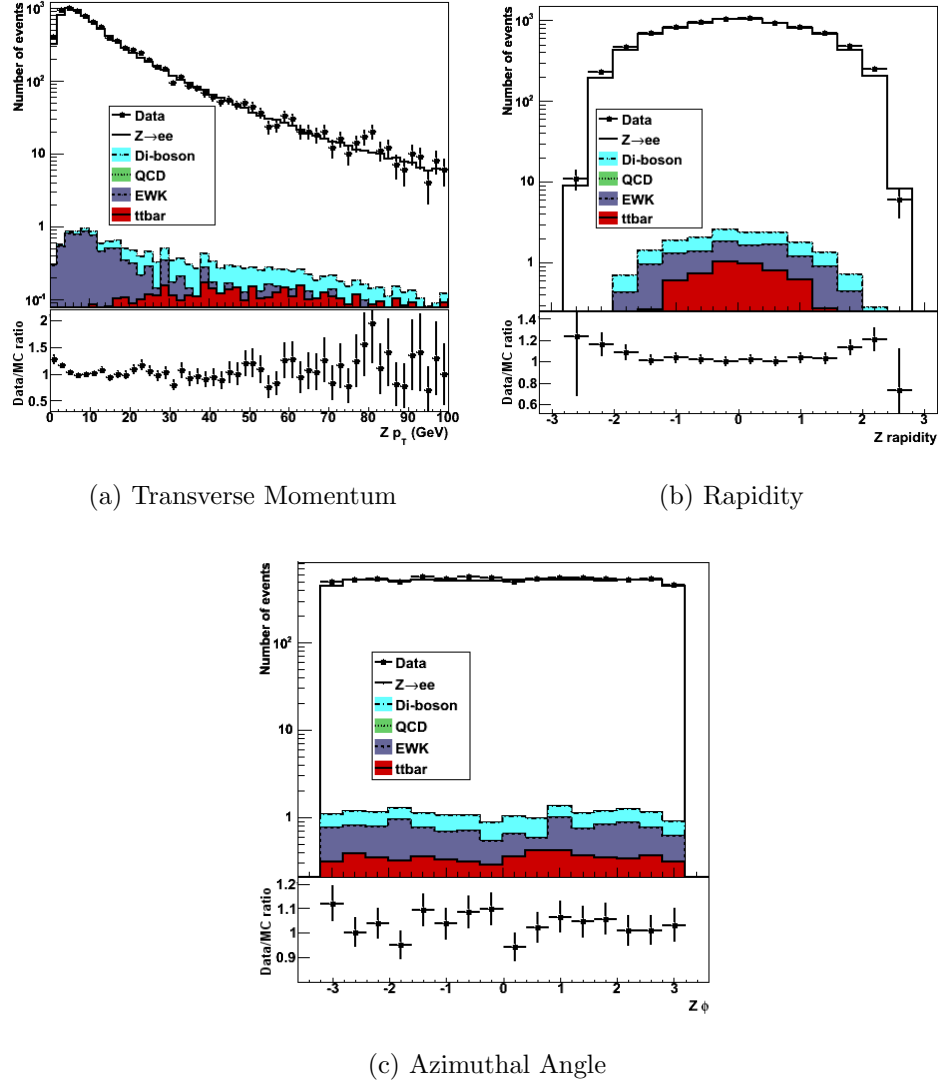 Number of events
10³
10²
10
1
10⁻¹
Data
Z→ee
Di-boson
QCD
EWK
ttbar
Data/MC ratio
2
1.5
1
0.5
0 10 20 30 40 50 60 70 80 90 100
Z p_T (GeV)
(a) Transverse Momentum
Number of events
10³
10²
10
1
Data
Z→ee
Di-boson
QCD
EWK
ttbar
Data/MC ratio
1.4
1.2
1.0
0.8
0.6
-3 -2 -1 0 1 2 3
Z rapidity
(b) Rapidity
Number of events
10²
10
1
Data
Z→ee
Di-boson
QCD
EWK
ttbar
Data/MC ratio
1.2
1.1
1
0.9
-3 -2 -1 0 1 2 3
Z ϕ
(c) Azimuthal Angle